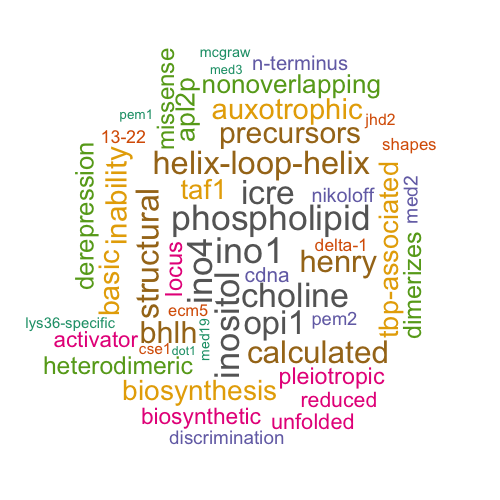 mcgraw
n-terminus
med3
missense
nonoverlapping
apl2p
pem1
auxotrophic
jhd2
13-22
precursors
shapes
derepression
inability
helix-loop-helix
tbp-associated
med2
taf1
icre
nikoloff
basic
structural
phospholipid
locus
ino4
ino1
delta-1
henry
dimerizes
cdna
inositol
choline
ecm5
lys36-specific
bhlh
med19
opi1
pem2
activator
cse1
dot1
calculated
heterodimeric
pleiotropic
biosynthesis
reduced
biosynthetic
unfolded
discrimination